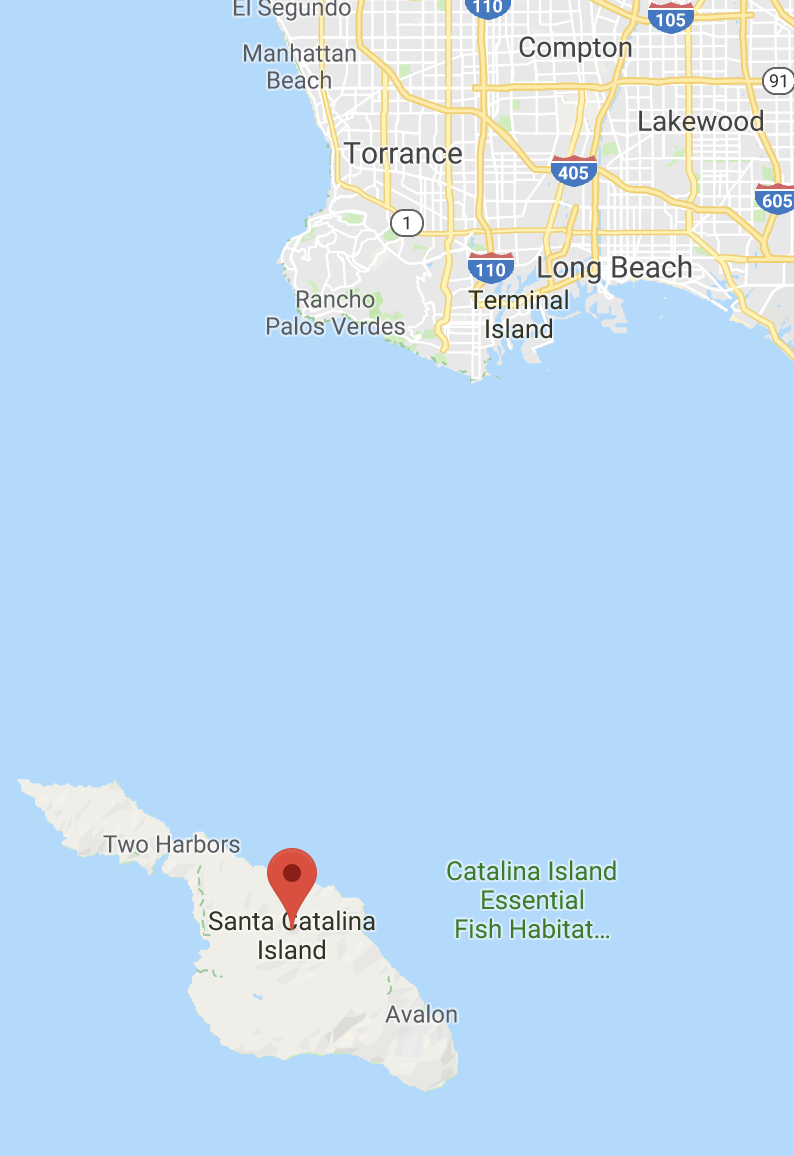 El Segundo
110
105
Manhattan
Beach
Compton
91
Lakewood
Torrance
405
605
1
110
Long Beach
Rancho
Palos Verdes
Terminal
Island
Two Harbors
Catalina Island
Essential
Fish Habitat...
Santa Catalina
Island
Avalon